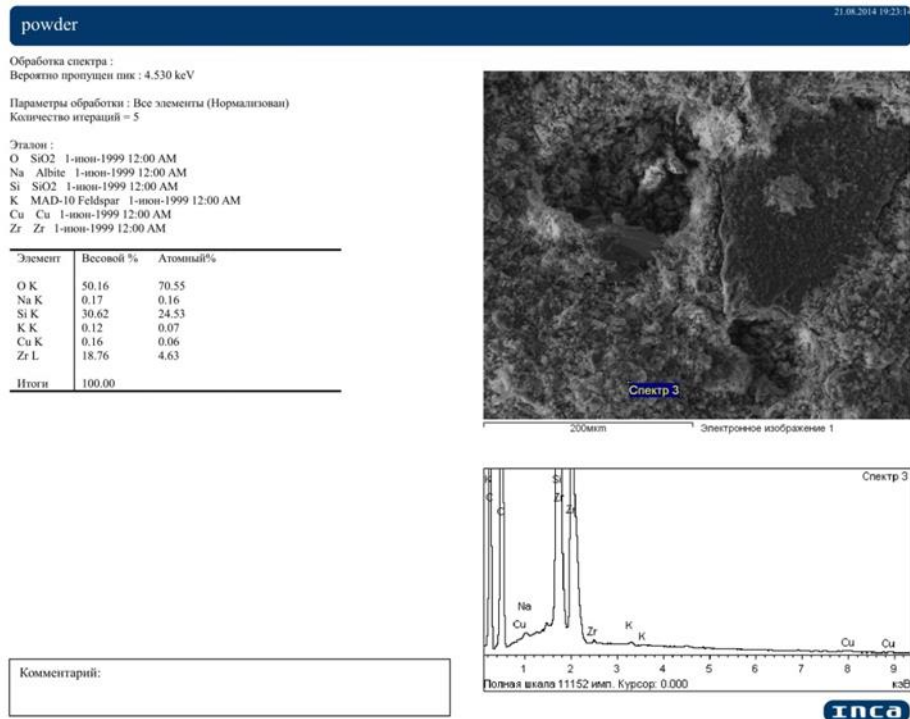 powder
21.08.2014 19:23:14
Обработка спектра :
Вероятно пропущен пик : 4.530 keV
Параметры обработки : Все элементы (Нормализован)
Количество итераций = 5
Эталон :
O SiO2 1-июн-1999 12:00 AM
Na Albite 1-июн-1999 12:00 AM
Si SiO2 1-июн-1999 12:00 AM
K MAD-10 Feldspar 1-июн-1999 12:00 AM
Cu Cu 1-июн-1999 12:00 AM
Zr Zr 1-июн-1999 12:00 AM
Элемент Весовой % Атомный%
O K 50.16 70.55
Na K 0.17 0.16
Si K 30.62 24.53
K K 0.12 0.07
Cu K 0.16 0.06
Zr L 18.76 4.63
Итоги 100.00
Спектр 3
200мкm Электронное изображение 1
Спектр 3
K Si
C Zr
O Zr
Na
Cu Zr K K Cu Cu
1 2 3 4 5 6 7 8 9
Полная шкала 11152 имп. Курсор: 0.000 кэВ
Комментарий:
INCA